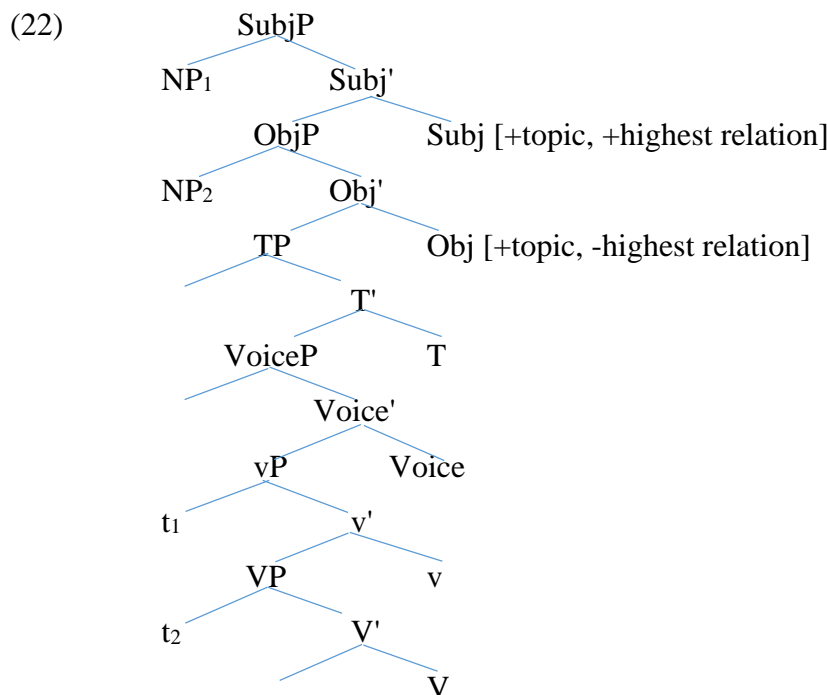 (22) SubjP
NP₁ Subj'
ObjP Subj [+topic, +highest relation]
NP₂ Obj'
TP Obj [+topic, -highest relation]
T'
VoiceP T
Voice'
vP Voice
t₁ v'
VP v
t₂ V'
V